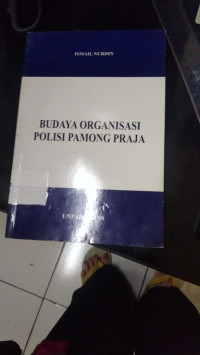 ISMAIL NURDIN
BUDAYA ORGANISASI
POLISI PAMONG PRAJA